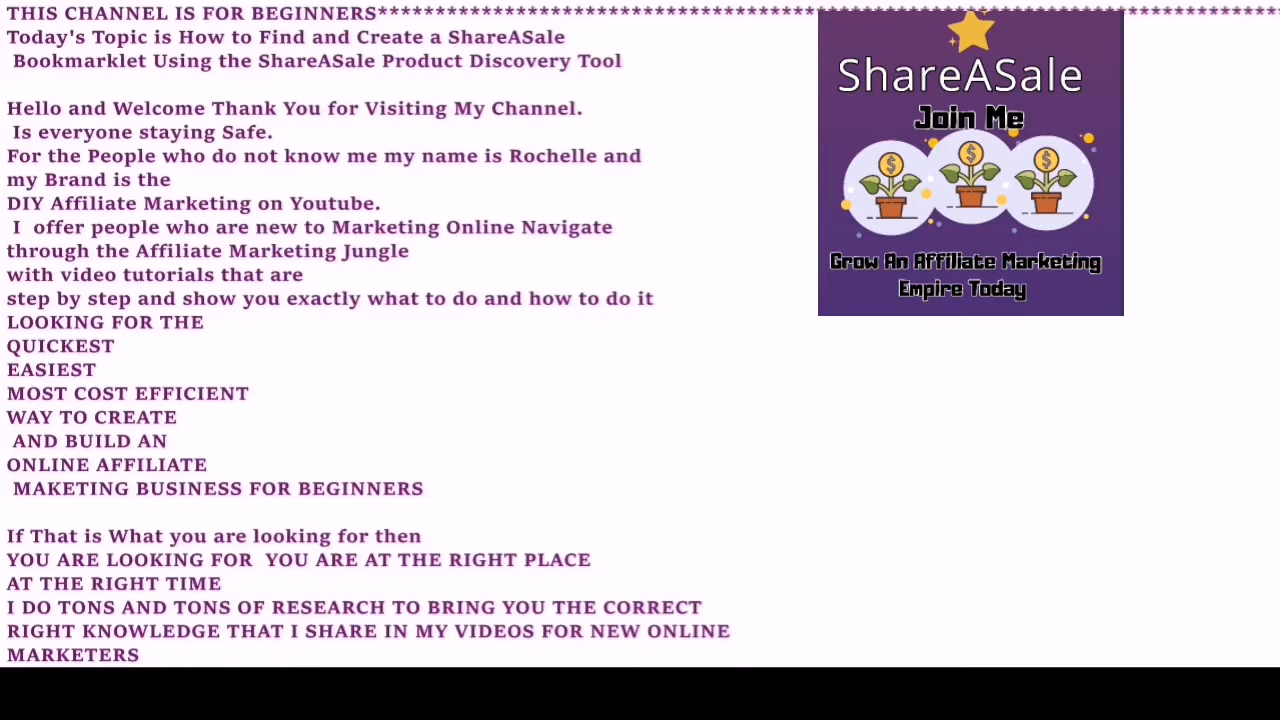 THIS CHANNEL IS FOR BEGINNERS****************************************************************************
Today's Topic is How to Find and Create a ShareASale
Bookmarklet Using the ShareASale Product Discovery Tool
Hello and Welcome Thank You for Visiting My Channel.
Is everyone staying Safe.
For the People who do not know me my name is Rochelle and
my Brand is the
DIY Affiliate Marketing on Youtube.
I offer people who are new to Marketing Online Navigate
through the Affiliate Marketing Jungle
with video tutorials that are
step by step and show you exactly what to do and how to do it
LOOKING FOR THE
QUICKEST
EASIEST
MOST COST EFFICIENT
WAY TO CREATE
AND BUILD AN
ONLINE AFFILIATE
MAKETING BUSINESS FOR BEGINNERS
If That is What you are looking for then
YOU ARE LOOKING FOR YOU ARE AT THE RIGHT PLACE
AT THE RIGHT TIME
I DO TONS AND TONS OF RESEARCH TO BRING YOU THE CORRECT
RIGHT KNOWLEDGE THAT I SHARE IN MY VIDEOS FOR NEW ONLINE
MARKETERS
ShareASale
Join Me
$ $ $
Grow An Affiliate Marketing
Empire Today